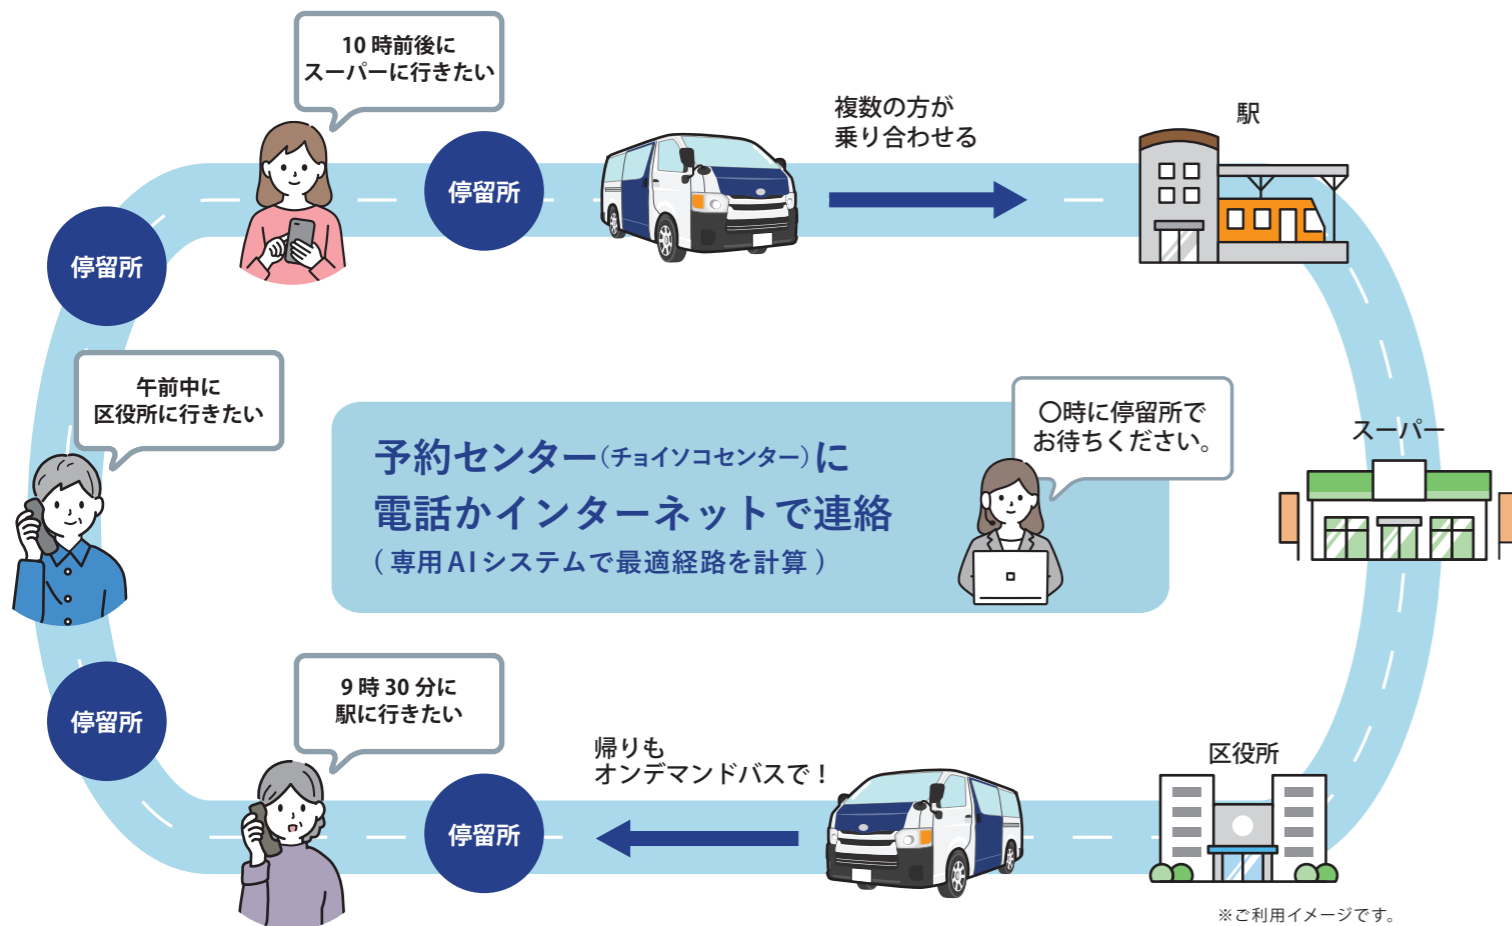 10 時前後に
スーパーに行きたい
停留所
複数の方が
乗り合わせる
駅
停留所
午前中に
区役所に行きたい
予約センター(チョイソコセンター)に
電話かインターネットで連絡
( 専用 AI システムで最適経路を計算 )
〇時に停留所で
お待ちください。
スーパー
停留所
9 時 30 分に
駅に行きたい
停留所
帰りも
オンデマンドバスで！
区役所
※ご利用イメージです。